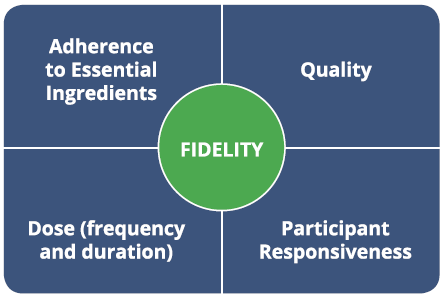 Adherence
to Essential
Ingredients
Quality
FIDELITY
Dose (frequency
and duration)
Participant
Responsiveness